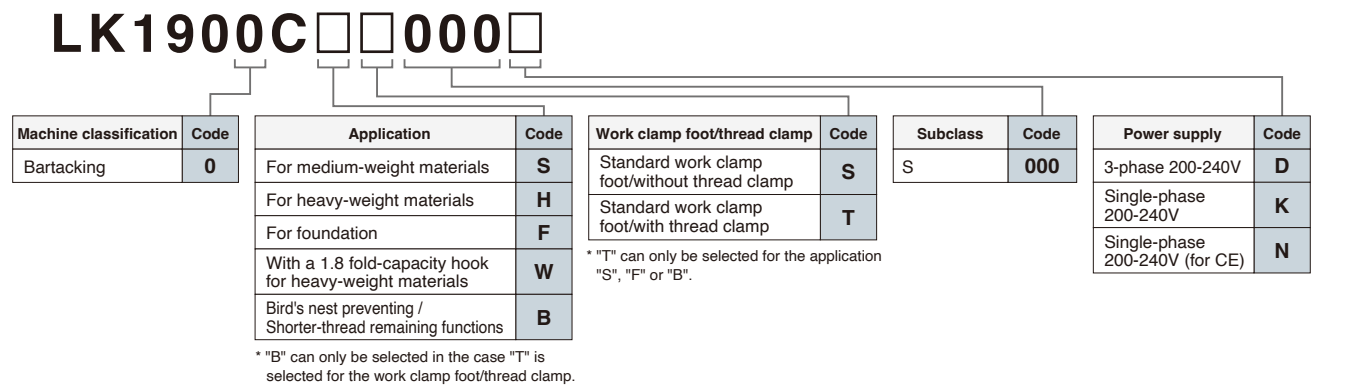 LK1900C□□000□
Machine classification Code
Bartacking 0
Application Code
For medium-weight materials S
For heavy-weight materials H
For foundation F
With a 1.8 fold-capacity hook
for heavy-weight materials W
Bird's nest preventing /
Shorter-thread remaining functions B
* "B" can only be selected in the case "T" is
selected for the work clamp foot/thread clamp.
Work clamp foot/thread clamp Code
Standard work clamp
foot/without thread clamp S
Standard work clamp
foot/with thread clamp T
* "T" can only be selected for the application
"S", "F" or "B".
Subclass Code
S 000
Power supply Code
3-phase 200-240V D
Single-phase
200-240V K
Single-phase
200-240V (for CE) N